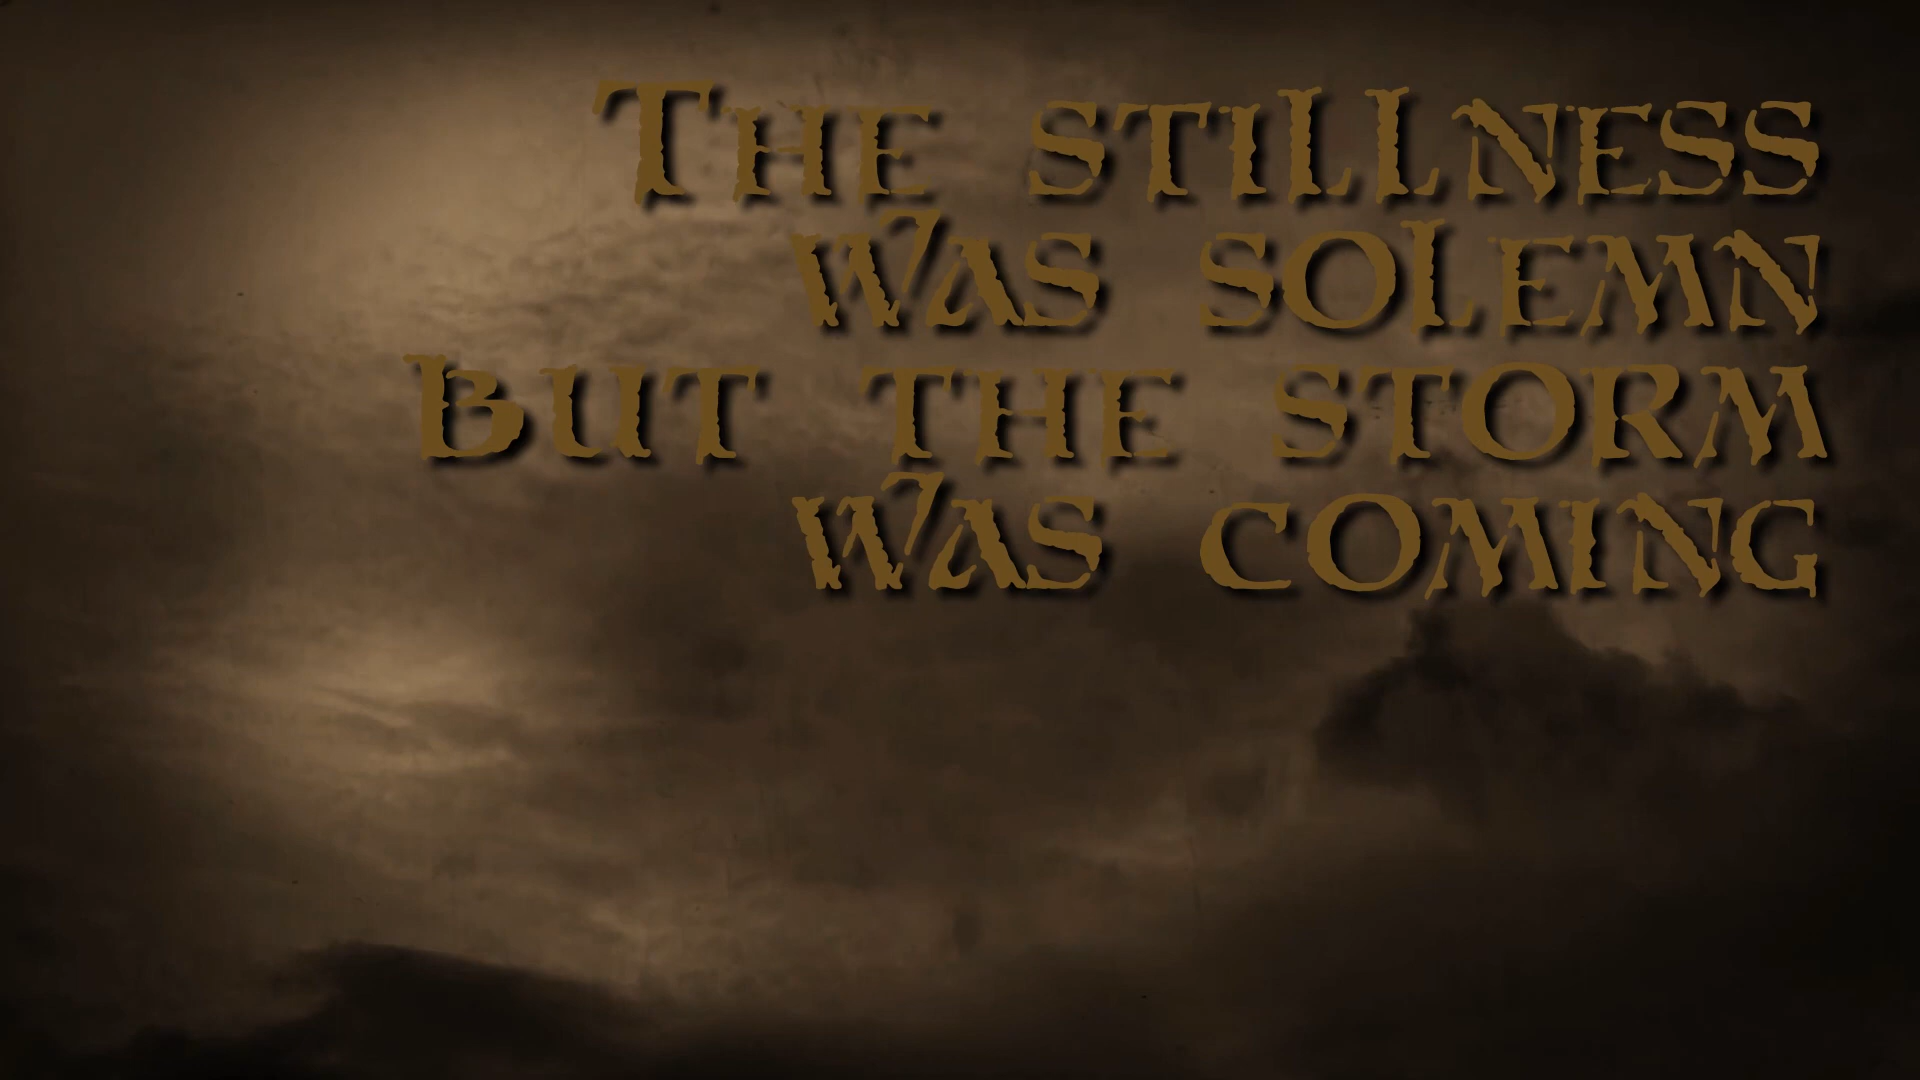 The stillness
was solemn
But the storm
was coming